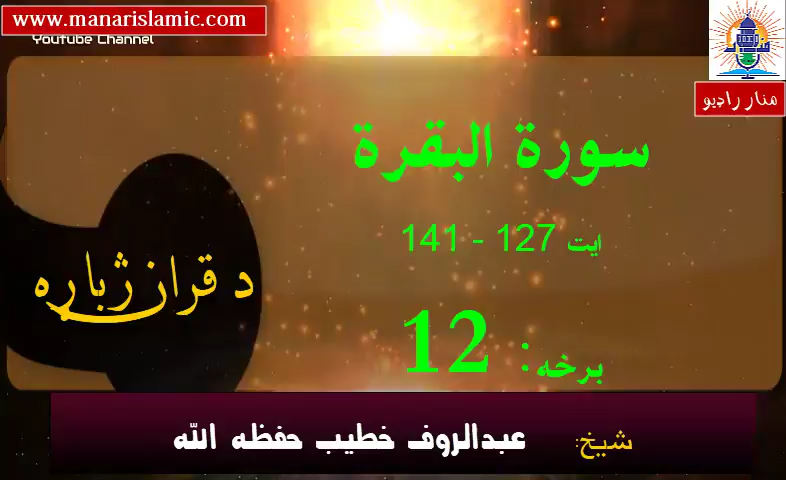 www.manarislamic.com
Youtube Channel
منار راډیو
سورة البقرة
ایت 127 - 141
برخه: 12
د قران ژباړه
شیخ: عبدالروف خطیب حفظه الله